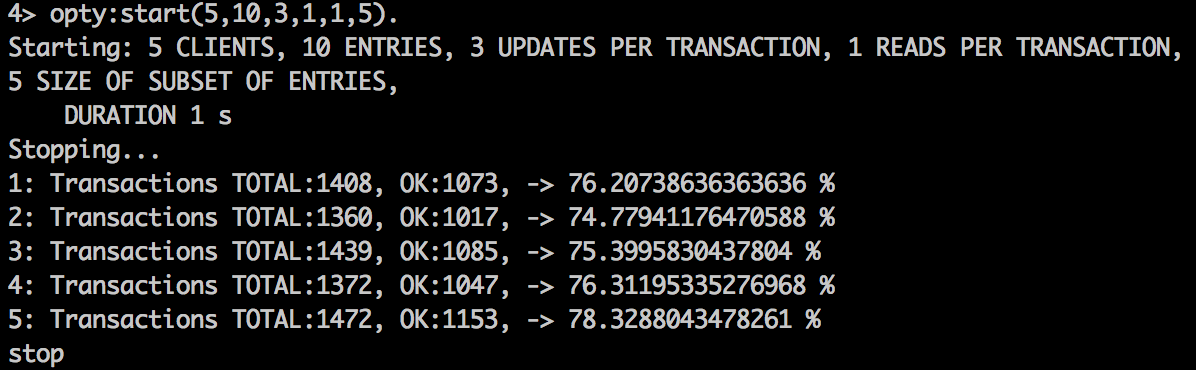 4> opty:start(5,10,3,1,1,5).
Starting: 5 CLIENTS, 10 ENTRIES, 3 UPDATES PER TRANSACTION, 1 READS PER TRANSACTION,
5 SIZE OF SUBSET OF ENTRIES,
    DURATION 1 s
Stopping...
1: Transactions TOTAL:1408, OK:1073, -> 76.20738636363636 %
2: Transactions TOTAL:1360, OK:1017, -> 74.77941176470588 %
3: Transactions TOTAL:1439, OK:1085, -> 75.3995830437804 %
4: Transactions TOTAL:1372, OK:1047, -> 76.31195335276968 %
5: Transactions TOTAL:1472, OK:1153, -> 78.3288043478261 %
stop